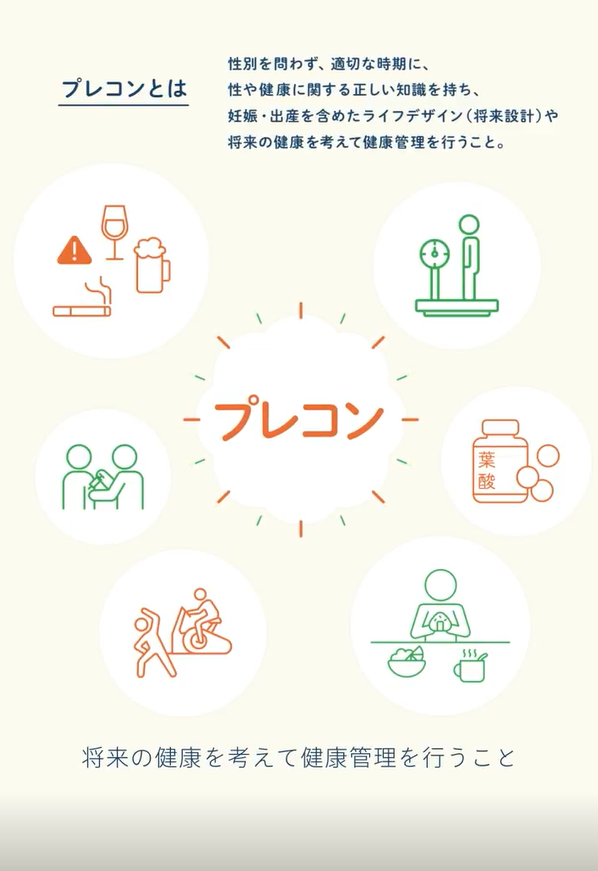 プレコンとは
性別を問わず、適切な時期に、
性や健康に関する正しい知識を持ち、
妊娠・出産を含めたライフデザイン（将来設計）や
将来の健康を考えて健康管理を行うこと。
プレコン
葉
酸
将来の健康を考えて健康管理を行うこと